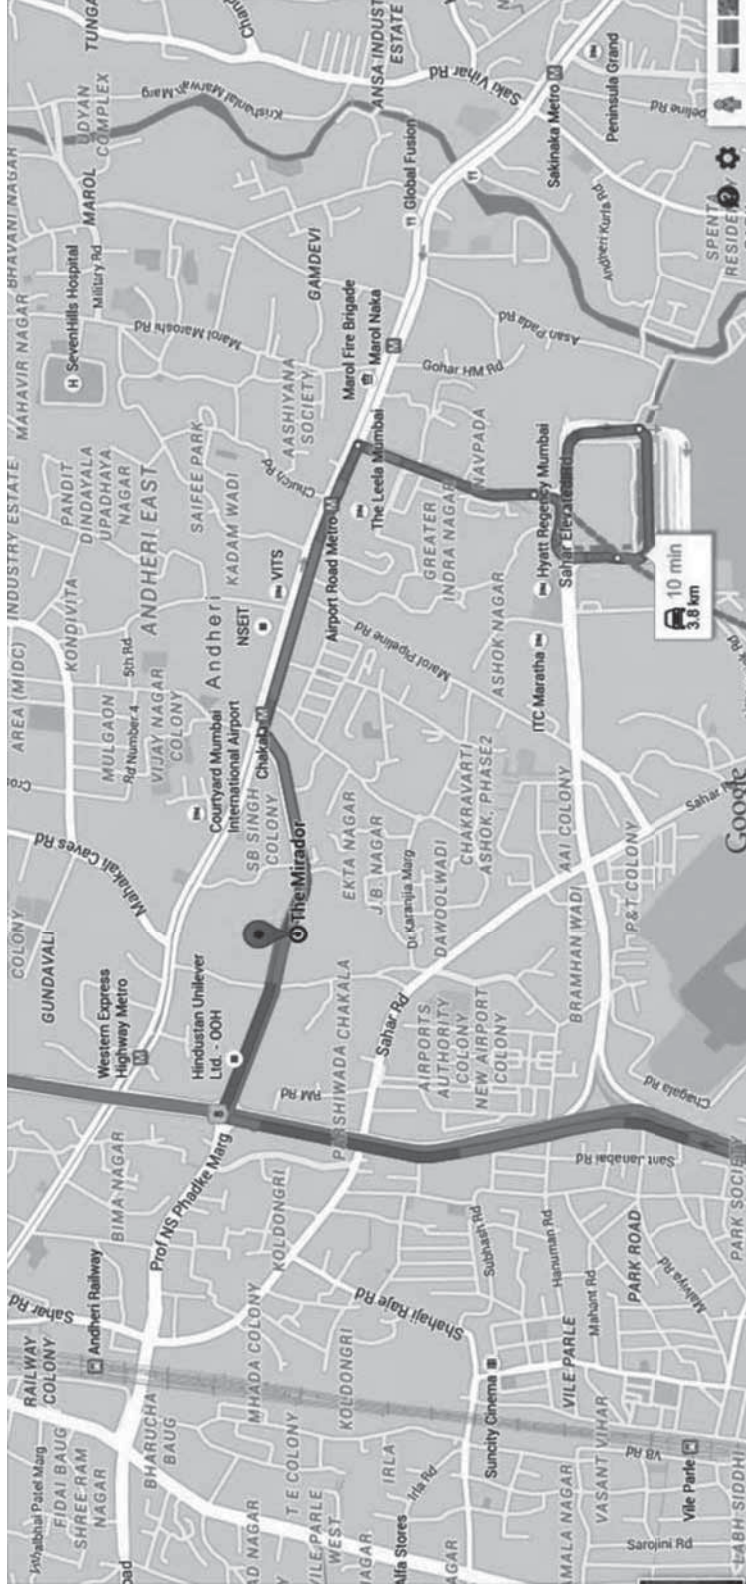 Jethabhai Patel Marg
FIDAI BAUG
SHREE RAM
NAGAR
RAILWAY
COLONY
Sahar Rd
Andheri Railway
BIMA NAGAR
Western Express
Highway Metro
COLONY
GUNDAVALI
Mahakali Caves Rd
AREA (MIDC)
INDUSTRY ESTATE
MULGAON
Rd Number 4
5th Rd
KONDIVITA
VIJAY NAGAR
COLONY
PANDIT
DINDAYALA
UPADHAYA
NAGAR
ANDHERI EAST
MAHAVIR NAGAR
BHAVANI NAGAR
SevenHills Hospital
Military Rd
MAROL
UDYAN
COMPLEX
TUNGA
Krishanlal Marwah Marg
BHARUCHA
BAUG
Prof NS Phadke Marg
Hindustan Unilever
Ltd. - OOH
8
Courtyard Mumbai
International Airport
Andheri
NSEiT
KADAM WADI
VITS
SAIFEE PARK
Marol Maroshi Rd
MHADA COLONY
KOLDONGRI
RM Rd
SB SINGH
COLONY
Chakala
The Mirador
Church Rd
AASHIYANA
SOCIETY
GAMDEVI
T E COLONY
VILE PARLE
WEST
KOLDONGRI
EKTA NAGAR
J.B. NAGAR
Airport Road Metro
The Leela Mumbai
Marol Fire Brigade
Marol Naka
ANSA INDUST
ESTATE
IRLA
Irla Rd
Alfa Stores
Shahaji Raje Rd
Sahar Rd
Dr Karanjia Marg
DAWOOLWADI
Marol Pipeline Rd
Global Fusion
Saki Vihar Rd
AIRPORTS
AUTHORITY
COLONY
NEW AIRPORT
COLONY
CHAKRAVARTI
ASHOK, PHASE2
ASHOK NAGAR
GREATER
INDRA NAGAR
NAVPADA
Gohar HM Rd
Suncity Cinema
Subhash Rd
Hanuman Rd
Mahant Rd
VILE PARLE
Sant Janabai Rd
BRAMHAN WADI
AAI COLONY
ITC Maratha
Hyatt Regency Mumbai
Sahar Elevated Rd
Asan Pada Rd
Sakinaka Metro
Andheri Kurla Rd
Peninsula Grand
VASANT VIHAR
PARK ROAD
Malviya Rd
VB Rd
Vile Parle
Sarojini Rd
Chagala Rd
P&T COLONY
10 min
3.8 km
PARK SOCIETY
Google
SPENTA